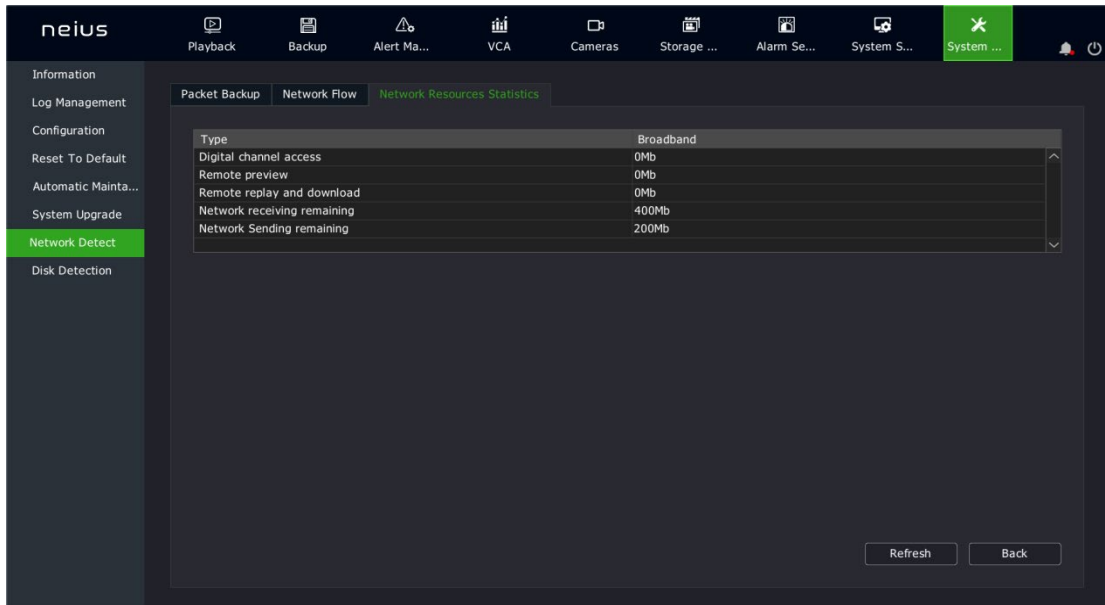 neius
Playback Backup Alert Ma... VCA Cameras Storage ... Alarm Se... System S... System ...
Information
Log Management
Configuration
Reset To Default
Automatic Mainta...
System Upgrade
Network Detect
Disk Detection
Packet Backup Network Flow Network Resources Statistics
Type Broadband
Digital channel access 0Mb
Remote preview 0Mb
Remote replay and download 0Mb
Network receiving remaining 400Mb
Network Sending remaining 200Mb
Refresh Back